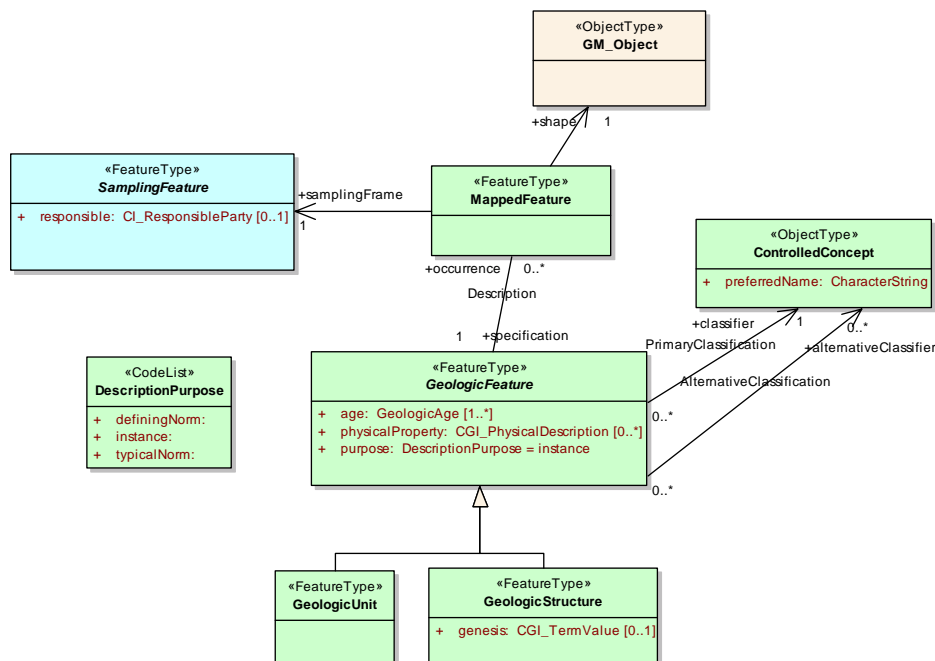 «ObjectType»
GM_Object
+shape 1
«FeatureType»
SamplingFeature
+ responsible: CI_ResponsibleParty [0..1]
+samplingFrame
1
«FeatureType»
MappedFeature
+occurrence 0..*
Description
1 +specification
«ObjectType»
ControlledConcept
+ preferredName: CharacterString
+classifier 1
0..*
PrimaryClassification
+alternativeClassifier
AlternativeClassification
0..*
0..*
«CodeList»
DescriptionPurpose
+ definingNorm:
+ instance:
+ typicalNorm:
«FeatureType»
GeologicFeature
+ age: GeologicAge [1..*]
+ physicalProperty: CGI_PhysicalDescription [0..*]
+ purpose: DescriptionPurpose = instance
«FeatureType»
GeologicUnit
«FeatureType»
GeologicStructure
+ genesis: CGI_TermValue [0..1]